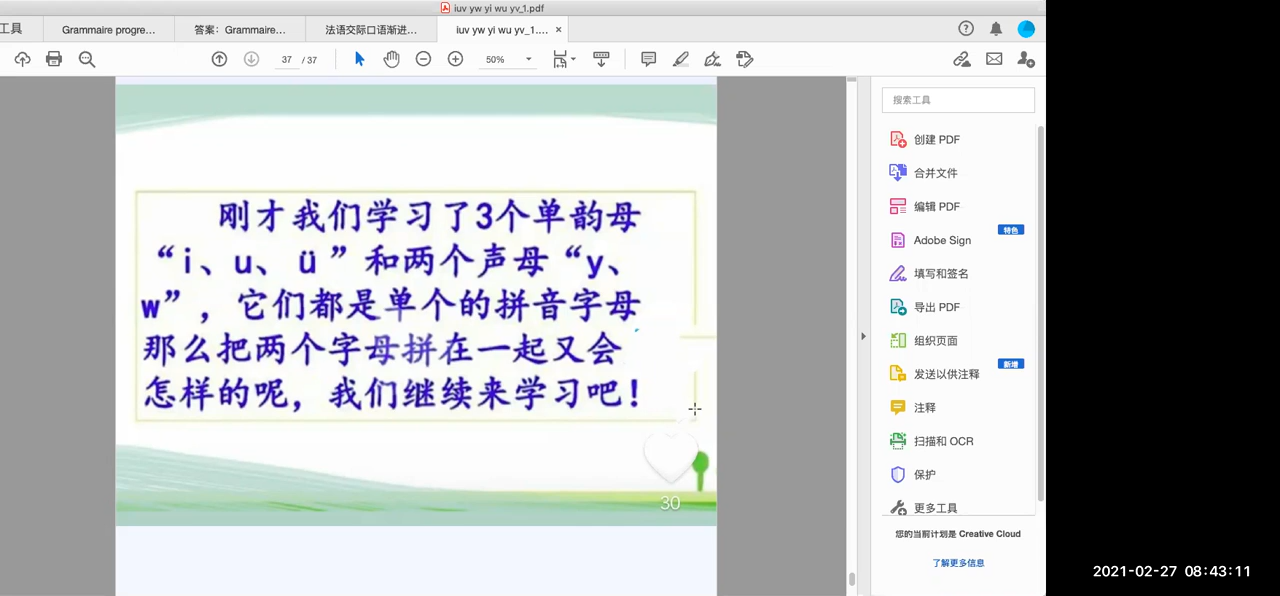 iuv yw yi wu yv_1.pdf
工具
Grammaire progre...
答案：Grammaire...
法语交际口语渐进...
iuv yw yi wu yv_1.... ×
37 / 37
50%
搜索工具
创建 PDF
合并文件
编辑 PDF
Adobe Sign
特色
填写和签名
导出 PDF
组织页面
发送以供注释
新增
注释
扫描和 OCR
保护
更多工具
您的当前计划是 Creative Cloud
了解更多信息
刚才我们学习了3个单韵母
“i、u、ü”和两个声母“y、
w”，它们都是单个的拼音字母
那么把两个字母拼在一起又会
怎样的呢，我们继续来学习吧！
30
2021-02-27 08:43:11